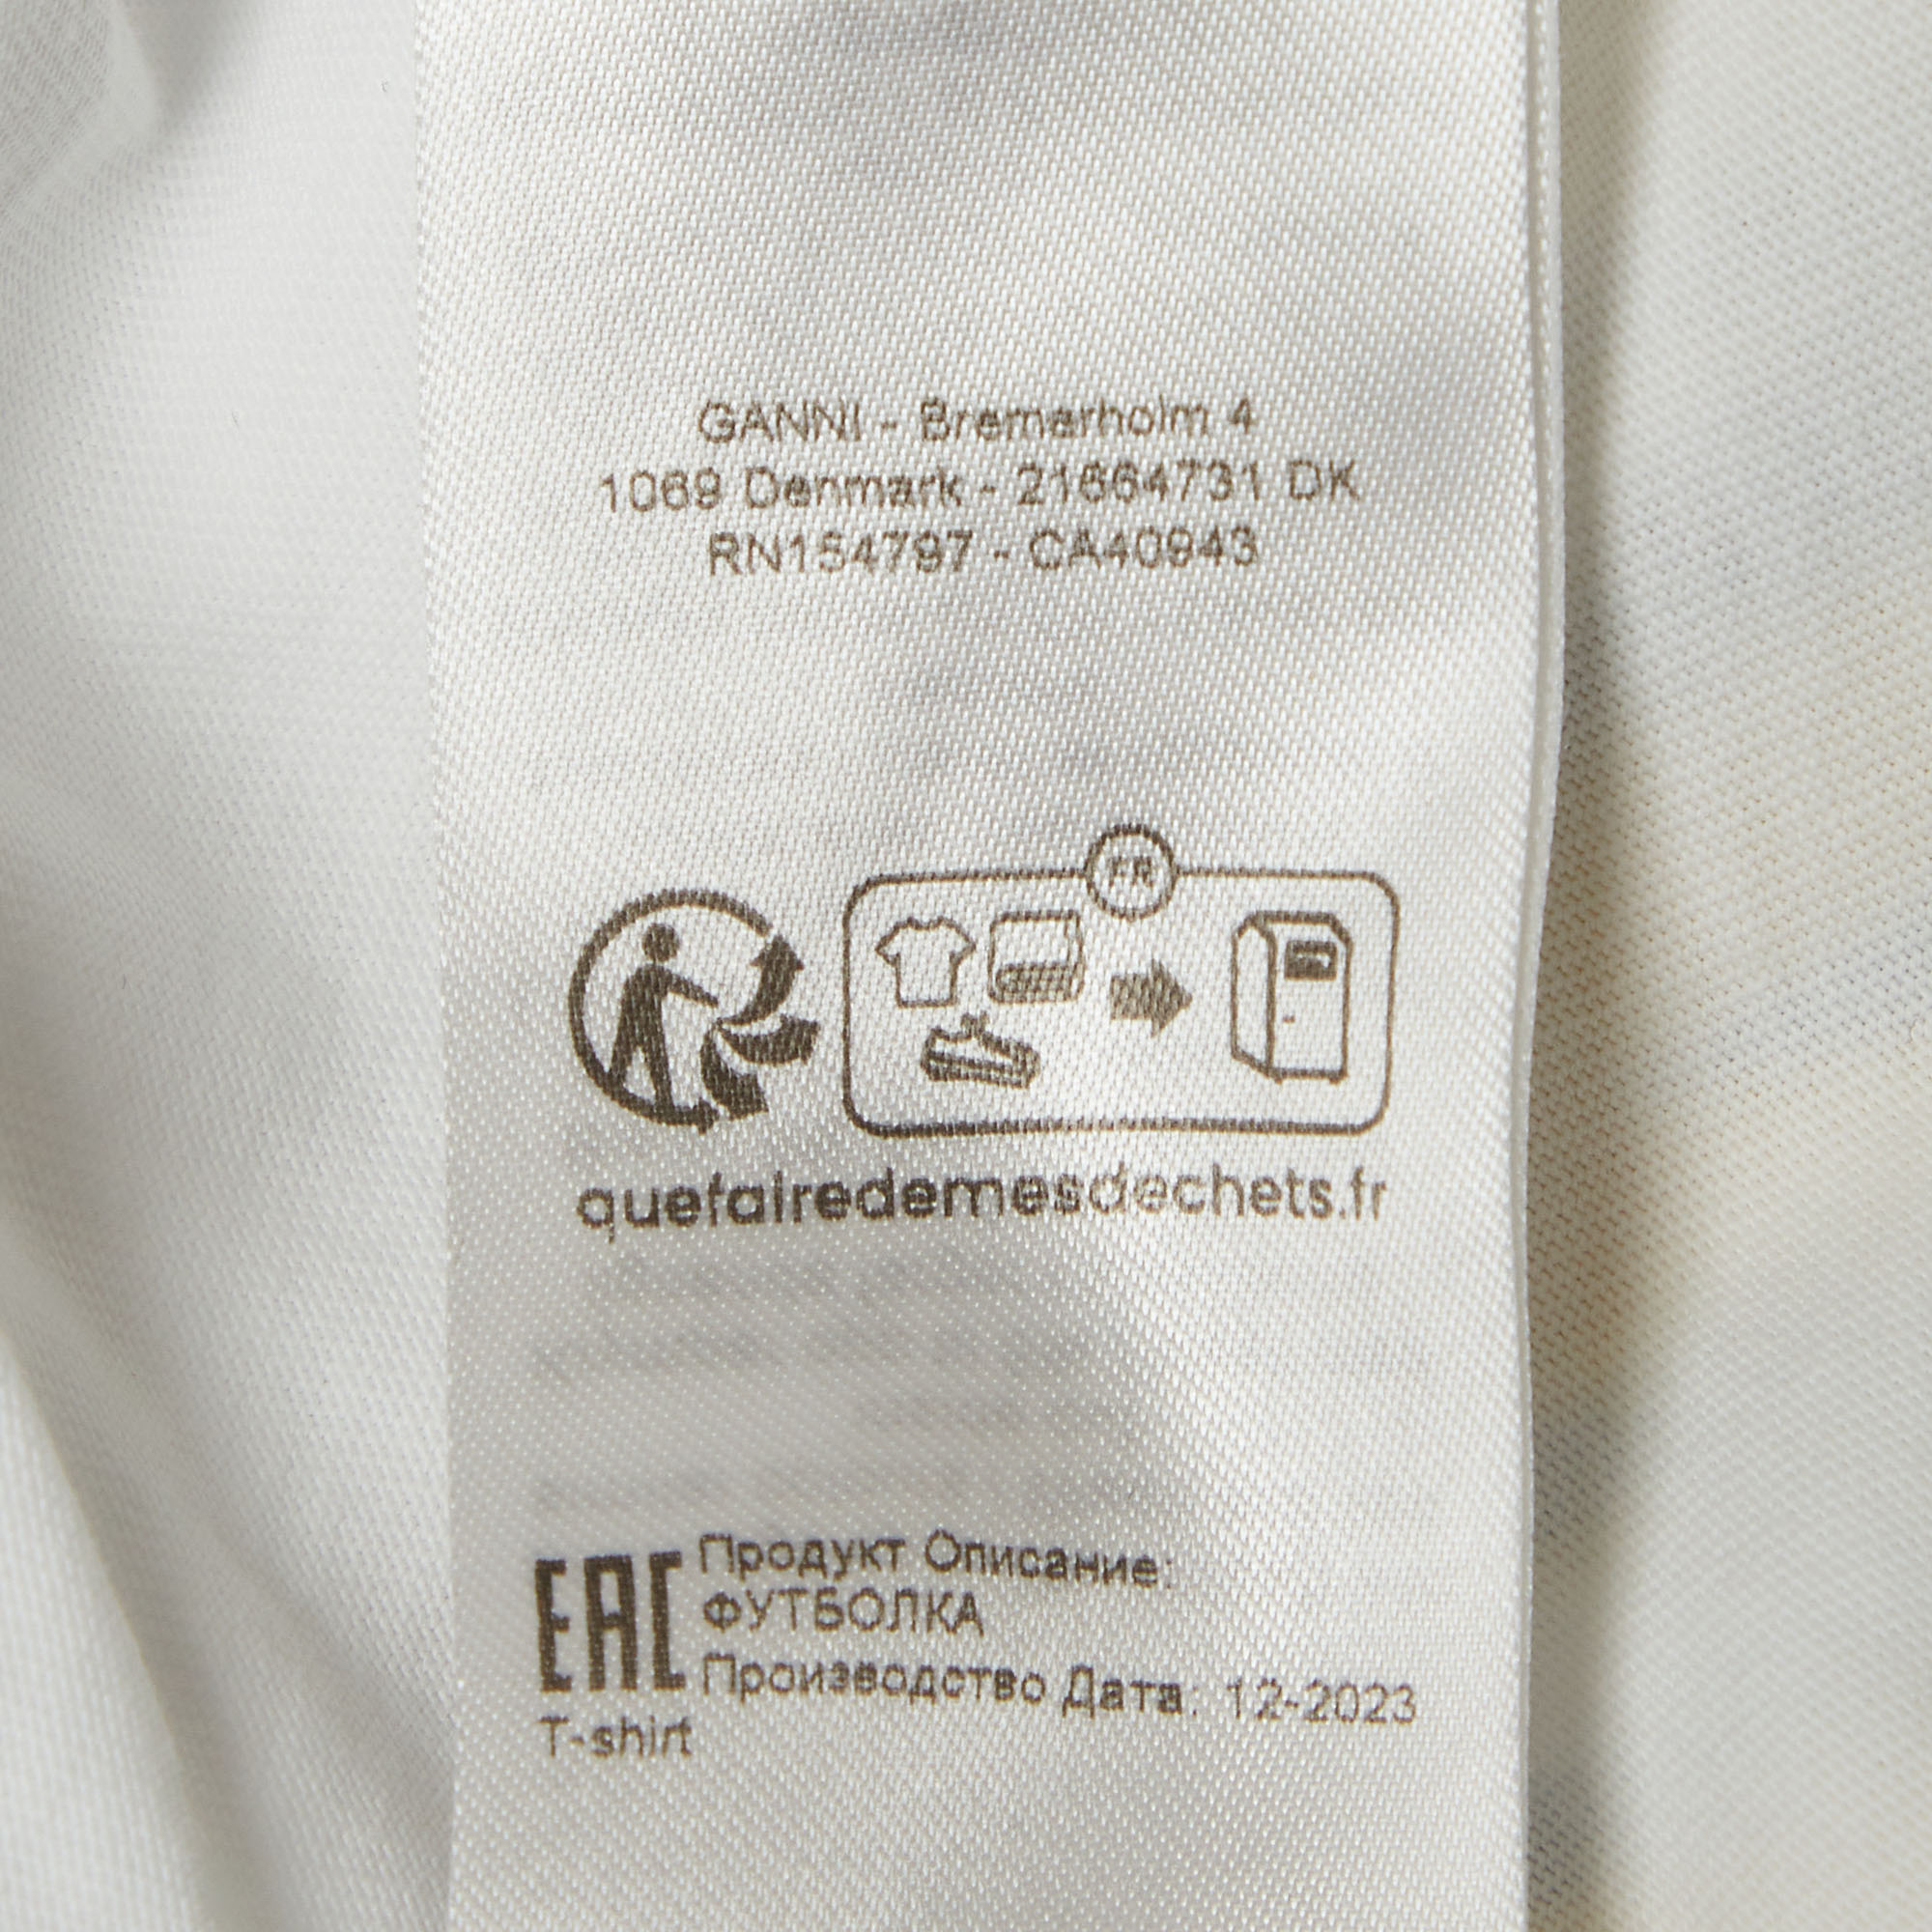 GANNI - Bremerholm 4
1069 Denmark - 21664731 DK
RN154797 - CA40943
FR
quefairedemesdechets.fr
EAC
Продукт Описание:
ФУТБОЛКА
Производство Дата: 12-2023
T-shirt